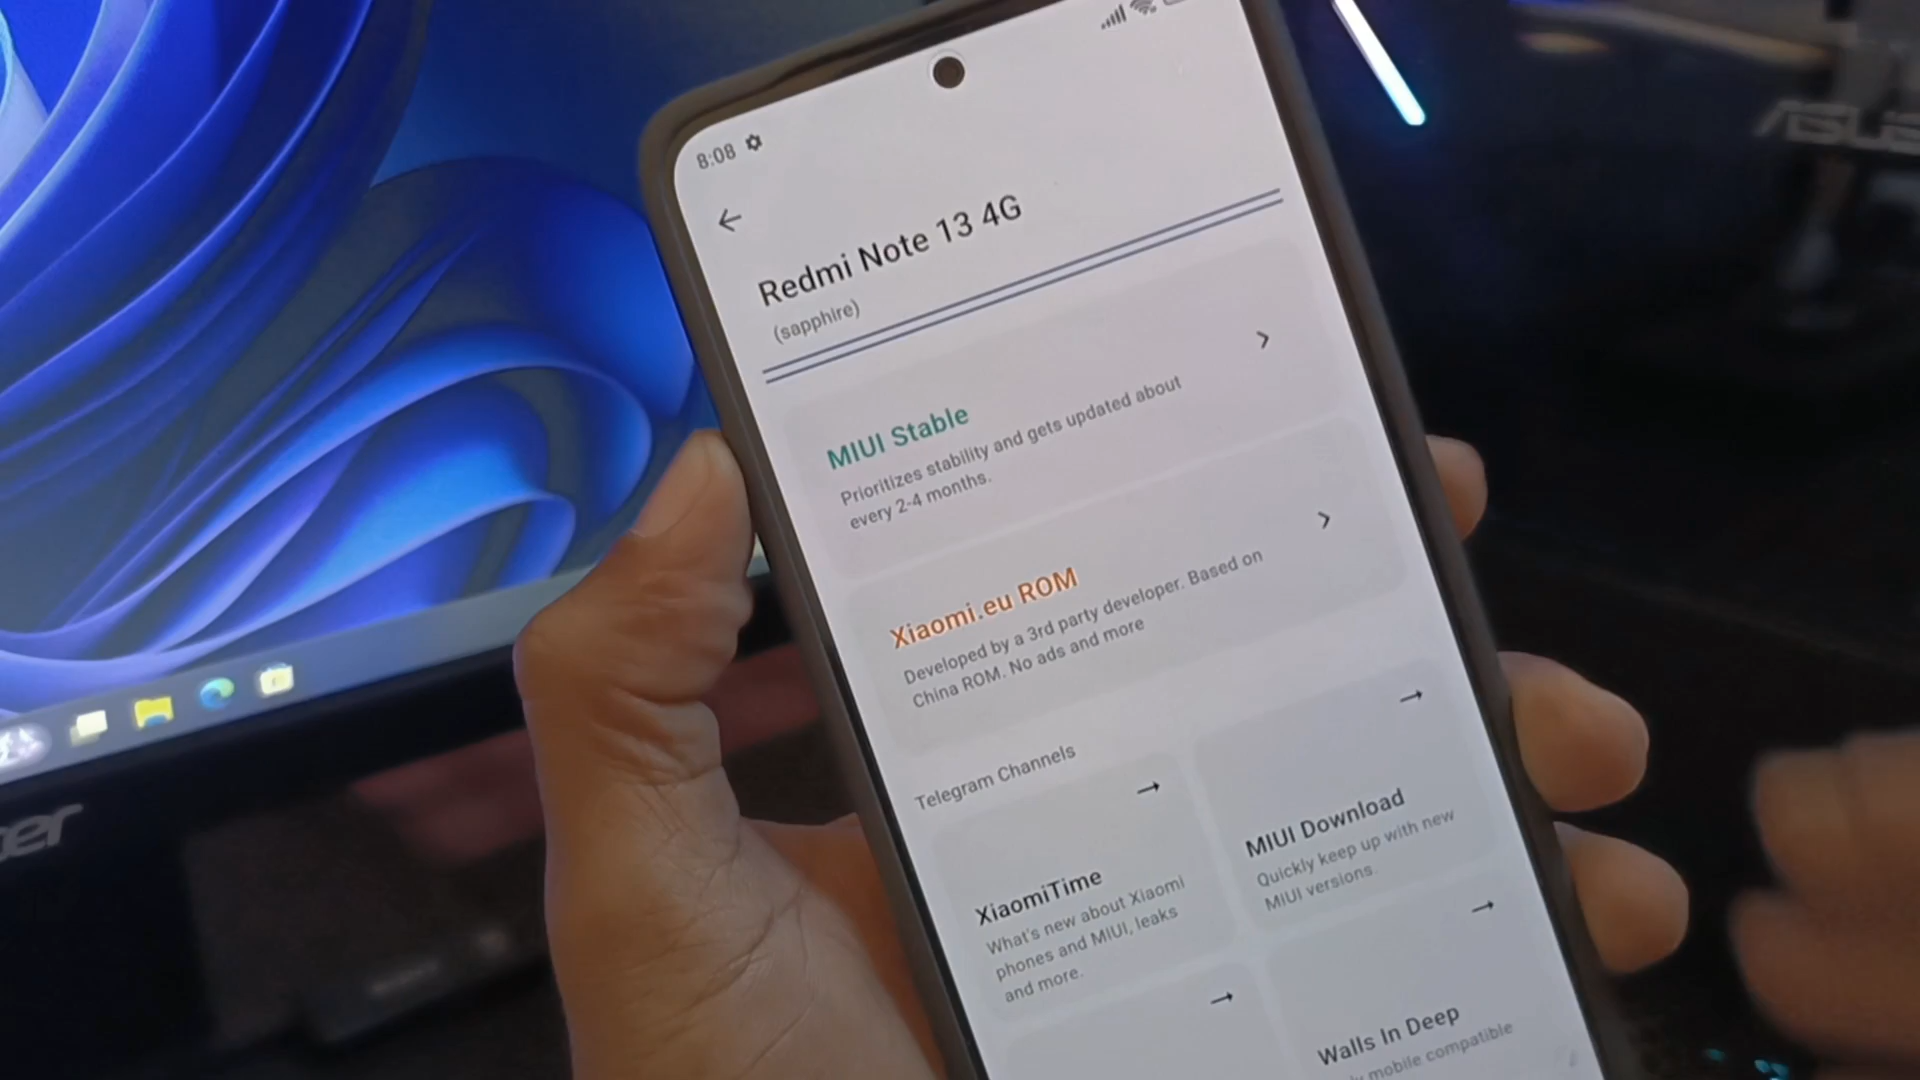 8:08
Redmi Note 13 4G
(sapphire)
MIUI Stable
Prioritizes stability and gets updated about
every 2-4 months.
Xiaomi.eu ROM
Developed by a 3rd party developer. Based on
China ROM. No ads and more
Telegram Channels
XiaomiTime
What's new about Xiaomi
phones and MIUI, leaks
and more.
MIUI Download
Quickly keep up with new
MIUI versions.
Walls In Deep
mobile compatible
ASUS